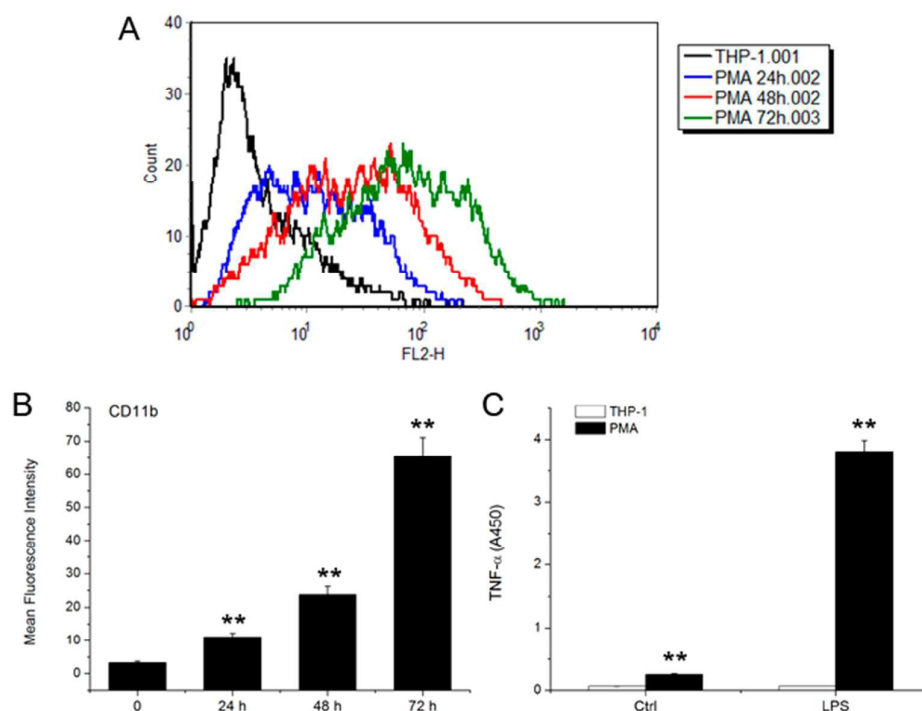 A
40
30
20
10
0
Count
10⁰
10¹
10²
10³
10⁴
FL2-H
THP-1.001
PMA 24h.002
PMA 48h.002
PMA 72h.003
B
CD11b
80
70
60
50
40
30
20
10
0
Mean Fluorescence Intensity
**
**
**
0
24 h
48 h
72 h
C
THP-1
PMA
4
3
2
1
0
TNF-α (A450)
**
**
Ctrl
LPS